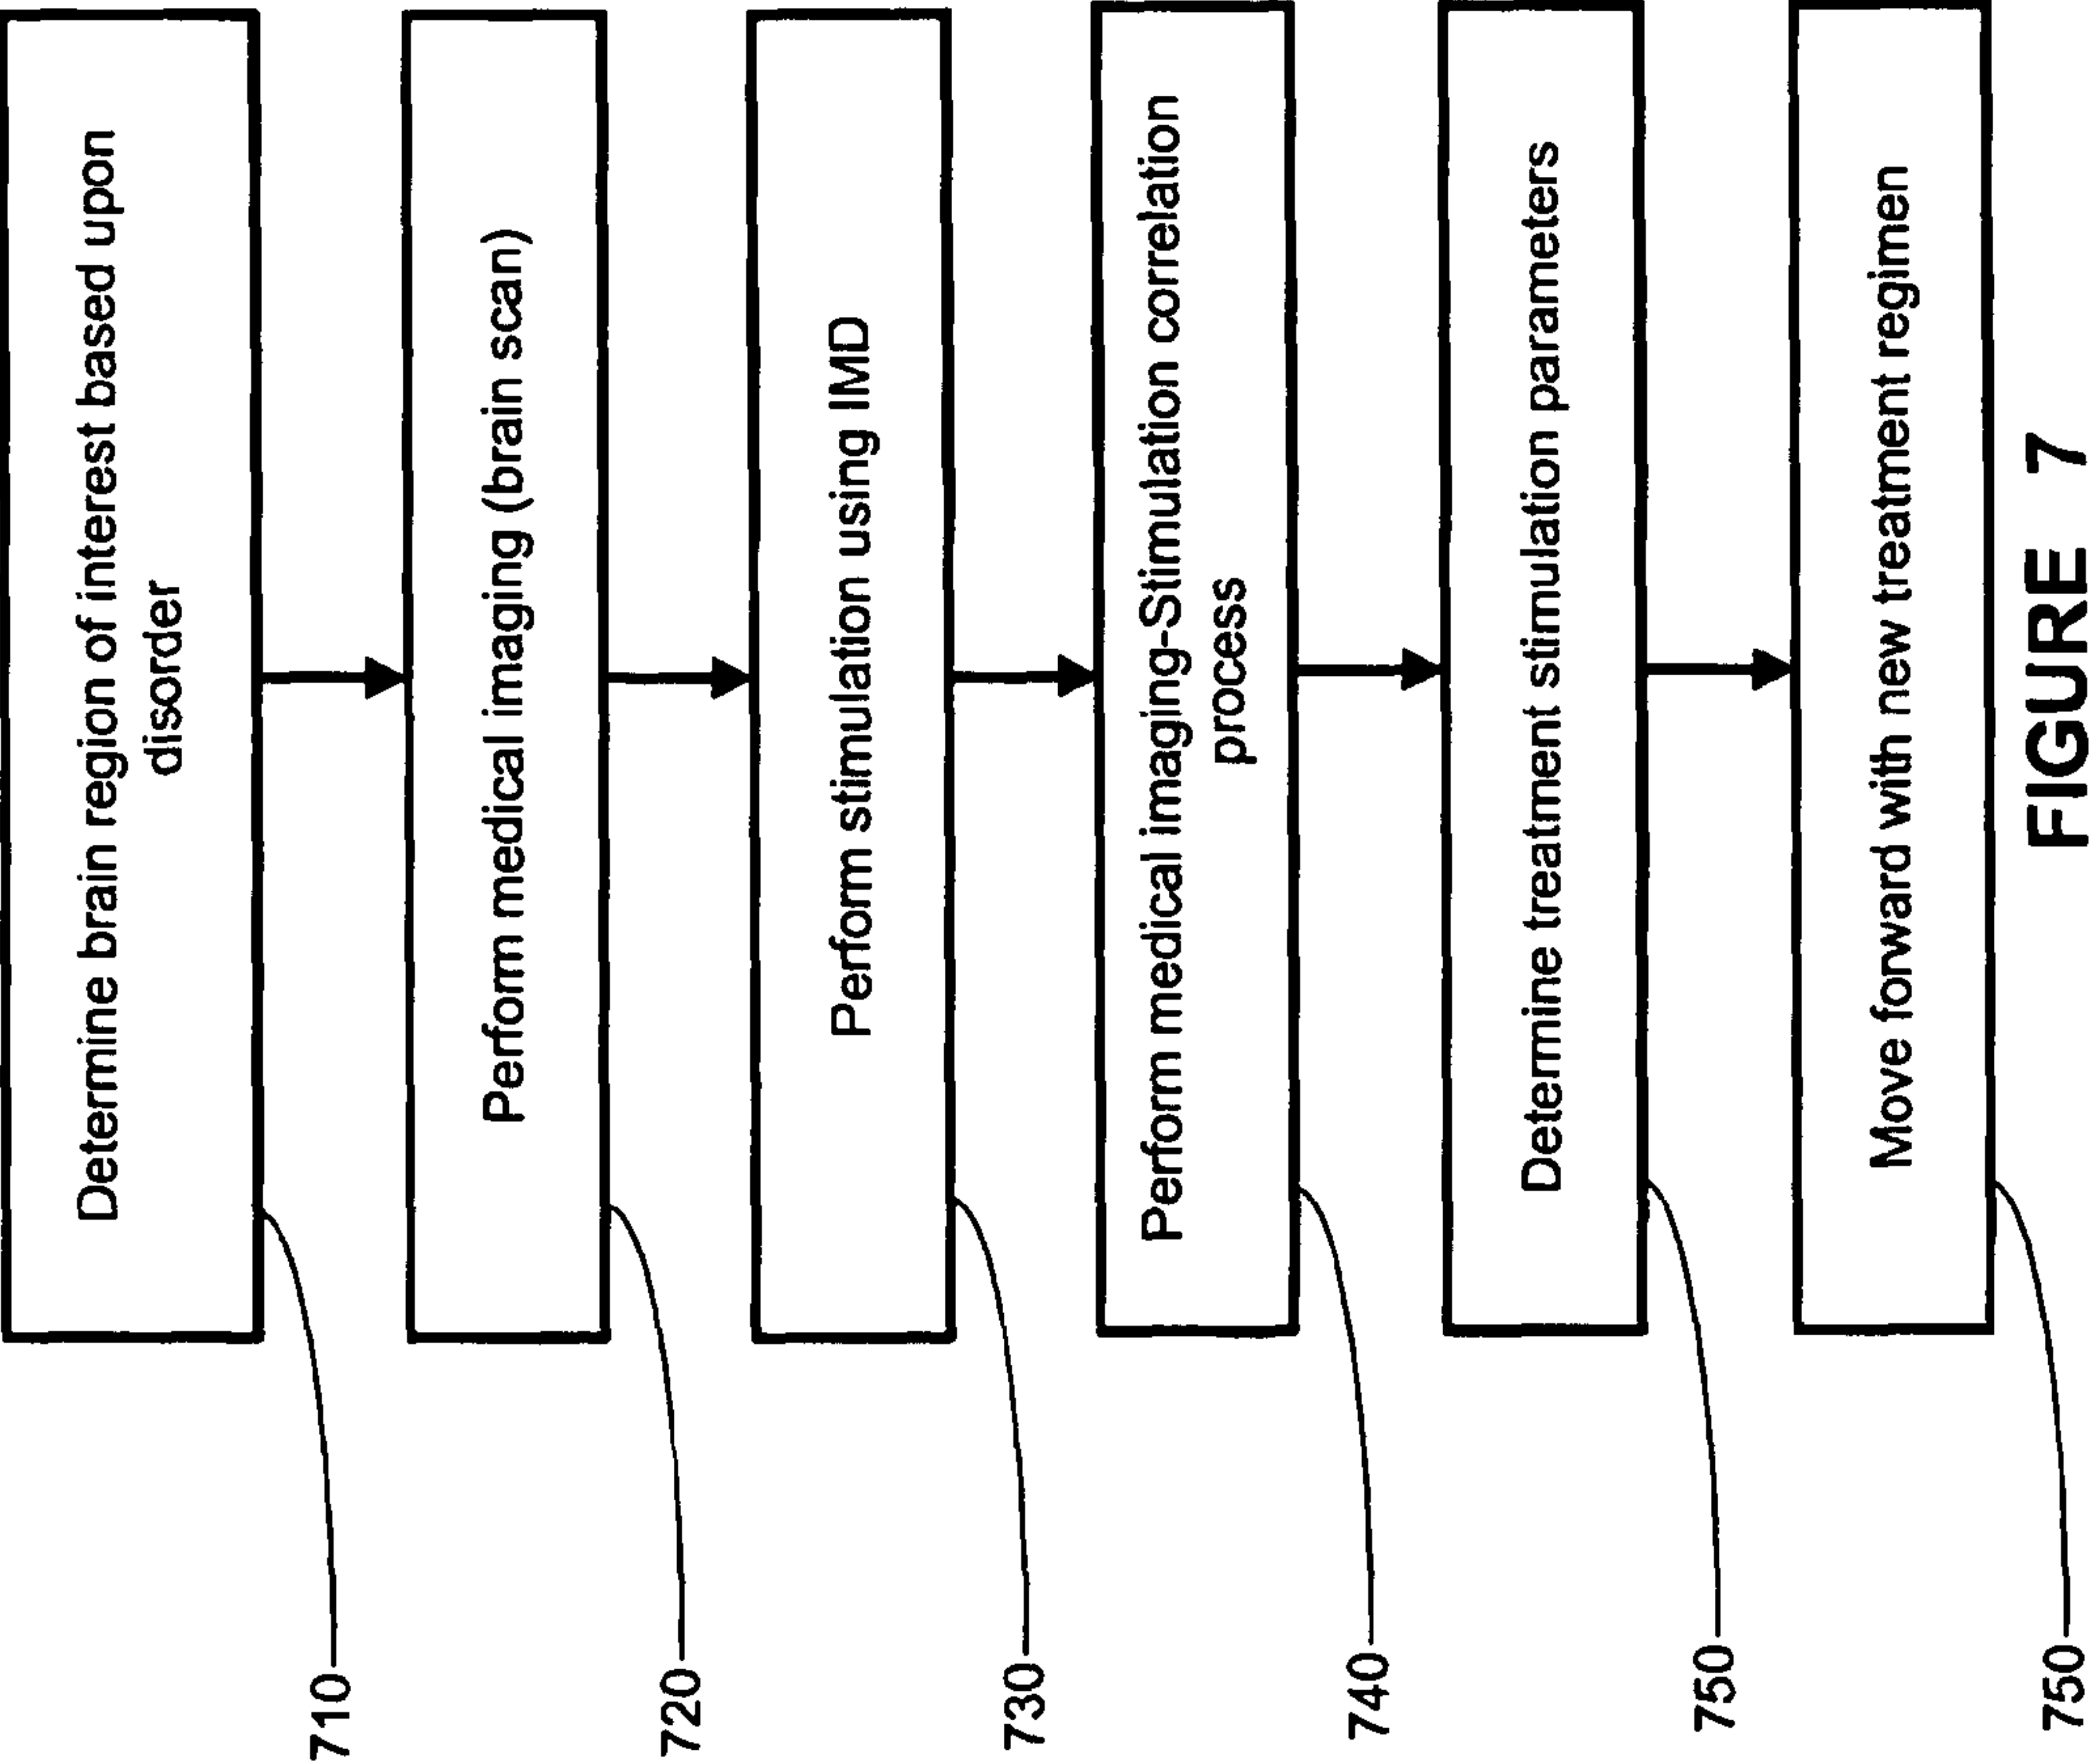 Determine brain region of interest based upon
disorder
710
Perform medical imaging (brain scan)
720
Perform stimulation using IMD
730
Perform medical imaging-Stimulation correlation
process
740
Determine treatment stimulation parameters
750
Move forward with new treatment regimen
750
FIGURE 7